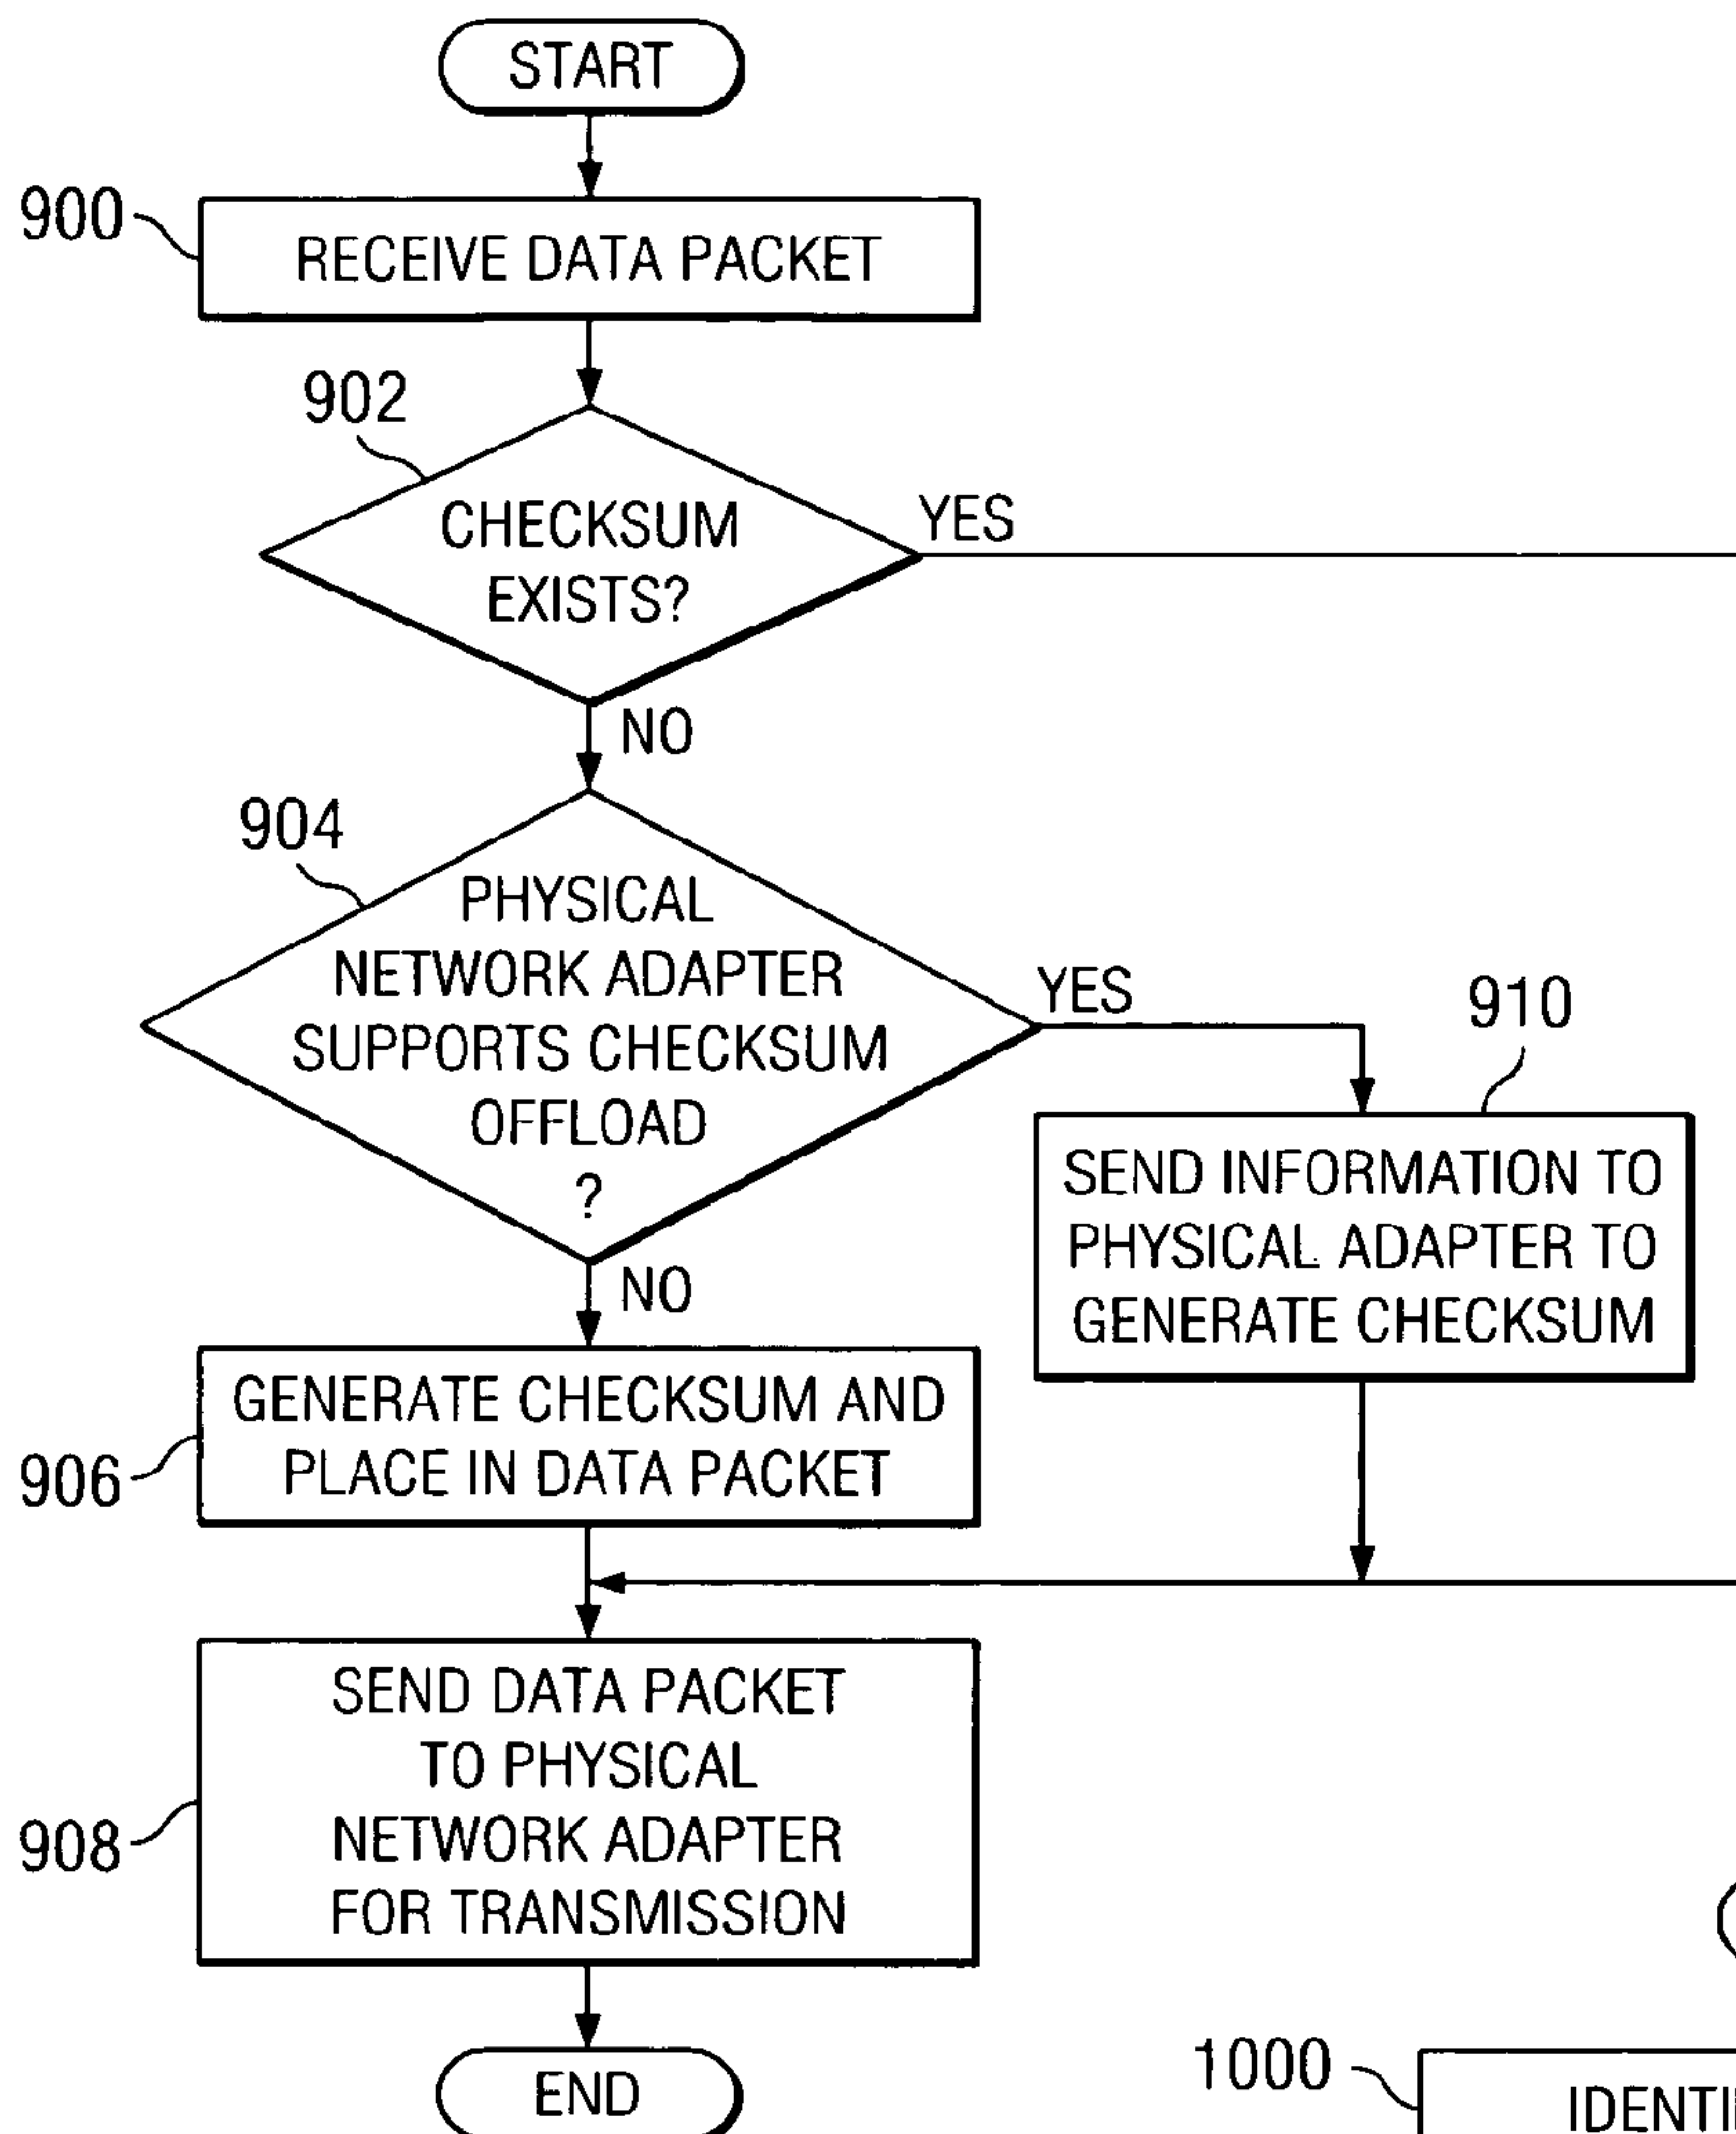 START
900
RECEIVE DATA PACKET
902
CHECKSUM
EXISTS?
YES
NO
904
PHYSICAL
NETWORK ADAPTER
SUPPORTS CHECKSUM
OFFLOAD
?
YES
NO
910
SEND INFORMATION TO
PHYSICAL ADAPTER TO
GENERATE CHECKSUM
906
GENERATE CHECKSUM AND
PLACE IN DATA PACKET
908
SEND DATA PACKET
TO PHYSICAL
NETWORK ADAPTER
FOR TRANSMISSION
END
1000